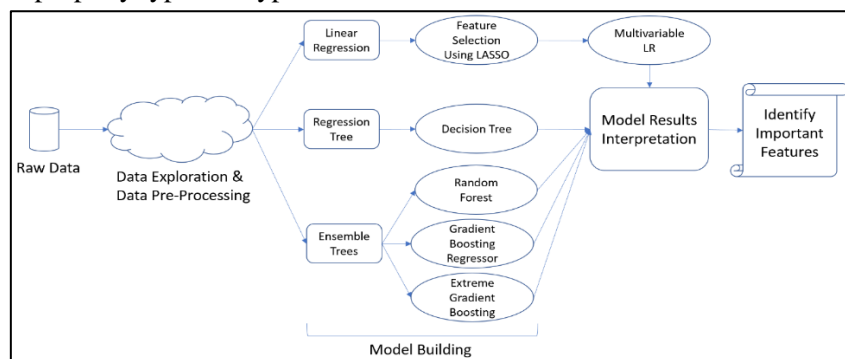 Linear
Regression
Feature
Selection
Using LASSO
Multivariable
LR
Raw Data
Data Exploration &
Data Pre-Processing
Regression
Tree
Decision Tree
Model Results
Interpretation
Identify
Important
Features
Ensemble
Trees
Random
Forest
Gradient
Boosting
Regressor
Extreme
Gradient
Boosting
Model Building